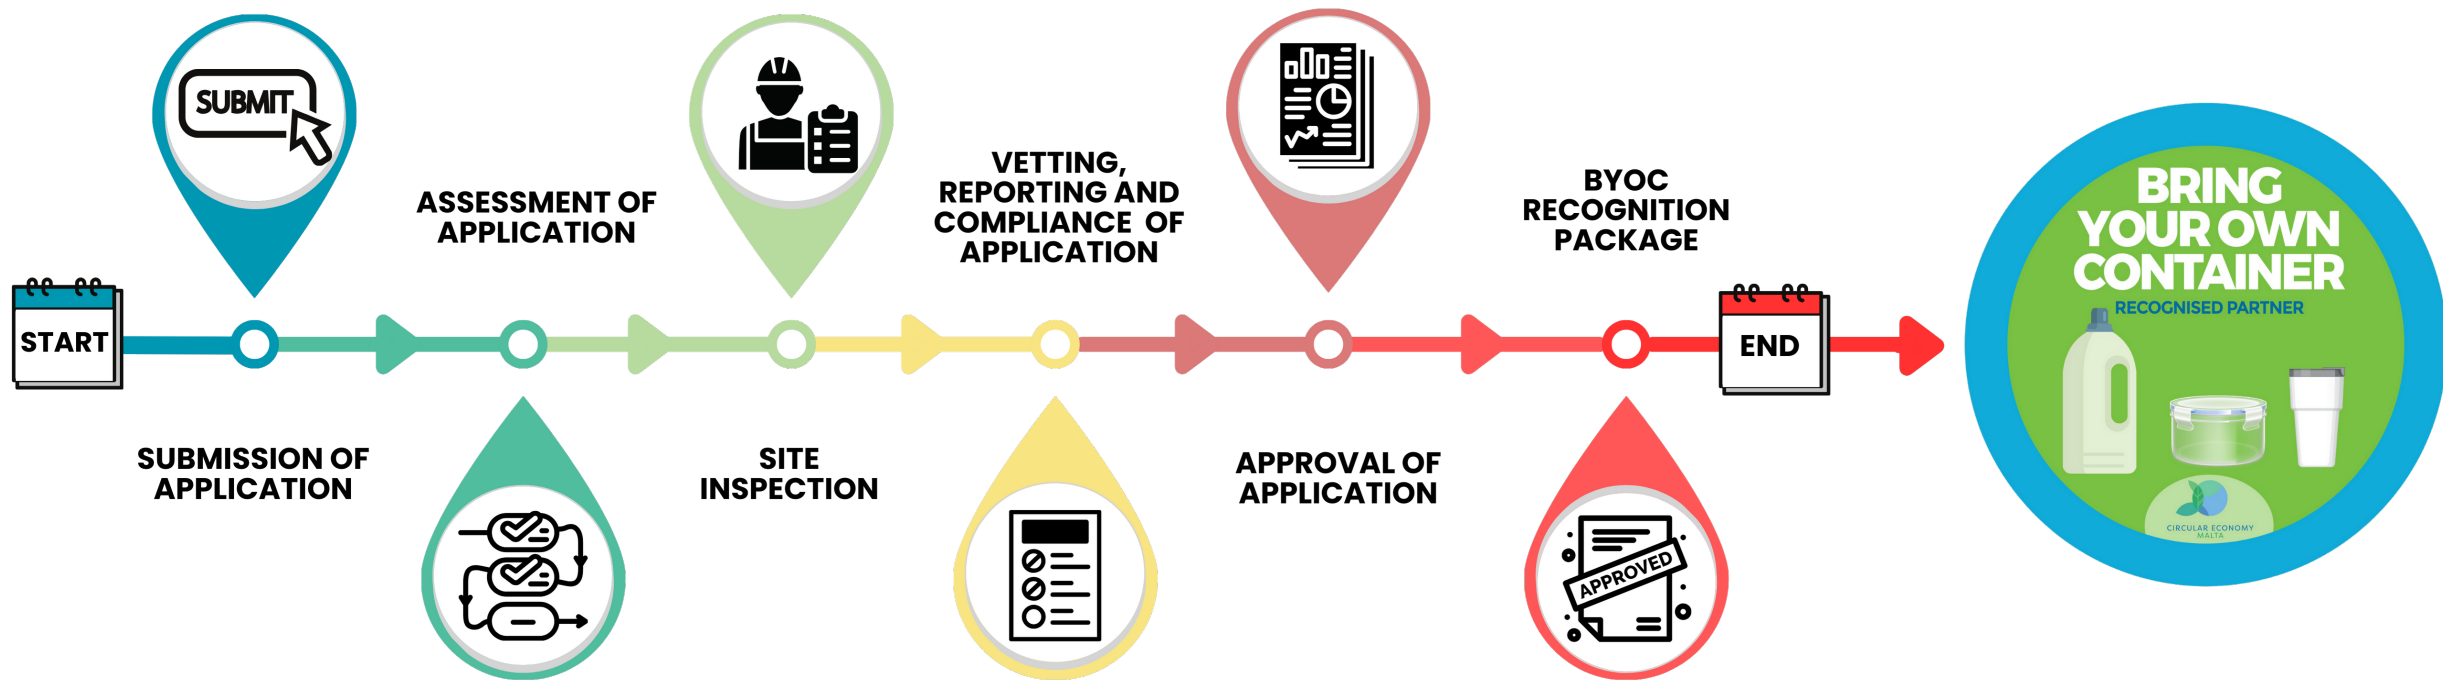 START
SUBMIT
SUBMISSION OF
APPLICATION
ASSESSMENT OF
APPLICATION
SITE
INSPECTION
VETTING,
REPORTING AND
COMPLIANCE OF
APPLICATION
APPROVAL OF
APPLICATION
BYOC
RECOGNITION
PACKAGE
APPROVED
END
BRING
YOUR OWN
CONTAINER
RECOGNISED PARTNER
CIRCULAR ECONOMY
MALTA